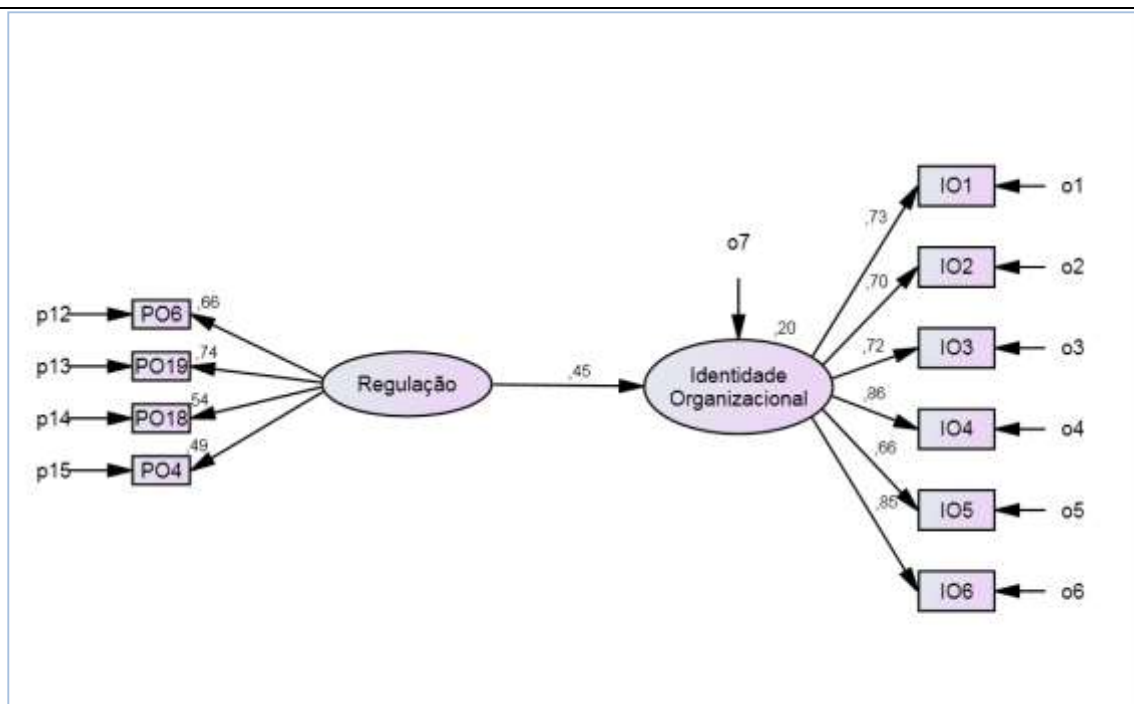 p12
PO6
,66
p13
PO19
,74
p14
PO18
,54
p15
PO4
,49
Regulação
,45
o7
,20
Identidade
Organizacional
,73
IO1
o1
,70
IO2
o2
,72
IO3
o3
,86
IO4
o4
,66
IO5
o5
,85
IO6
o6